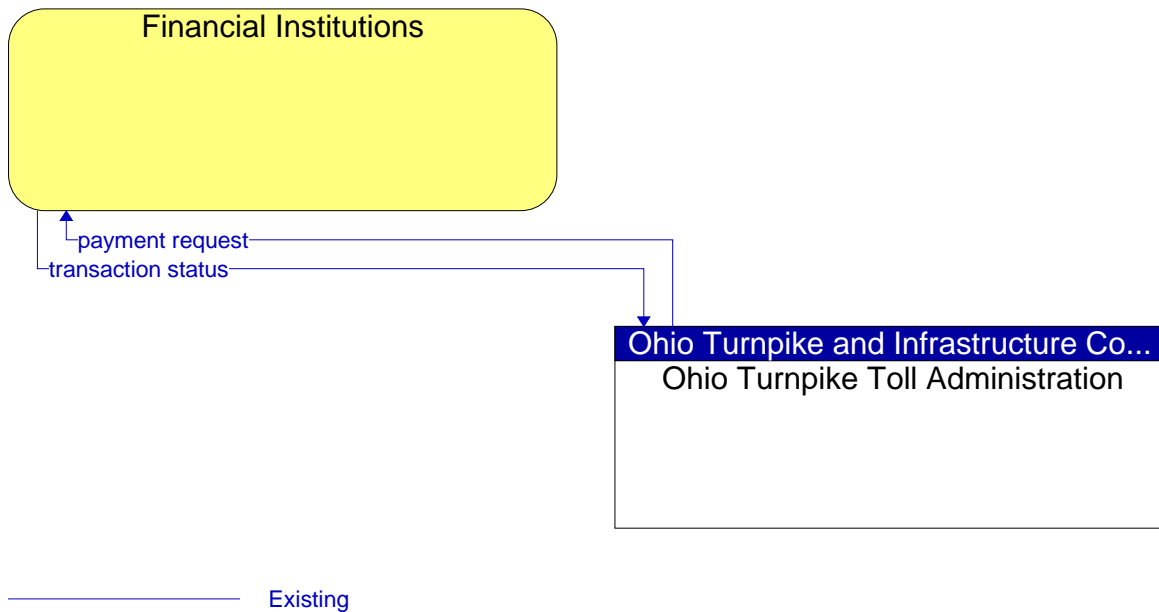 Financial Institutions
payment request
transaction status
Ohio Turnpike and Infrastructure Co...
Ohio Turnpike Toll Administration
Existing